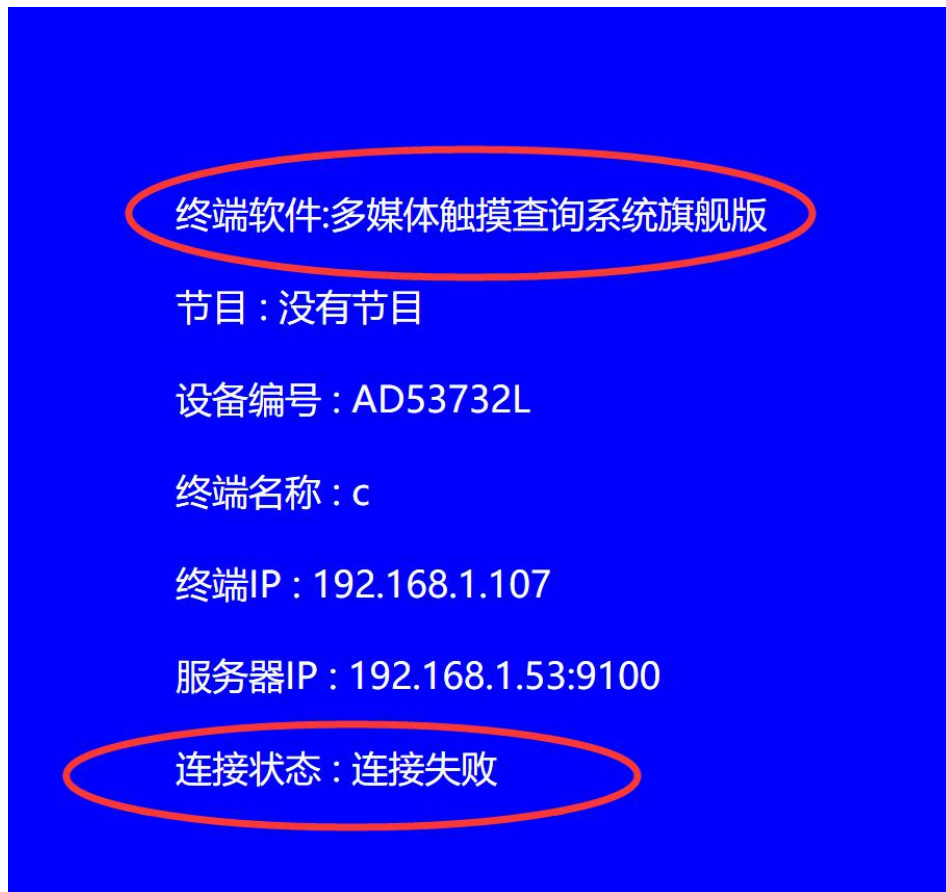 终端软件:多媒体触摸查询系统旗舰版
节目：没有节目
设备编号：AD53732L
终端名称：c
终端IP：192.168.1.107
服务器IP：192.168.1.53:9100
连接状态：连接失败